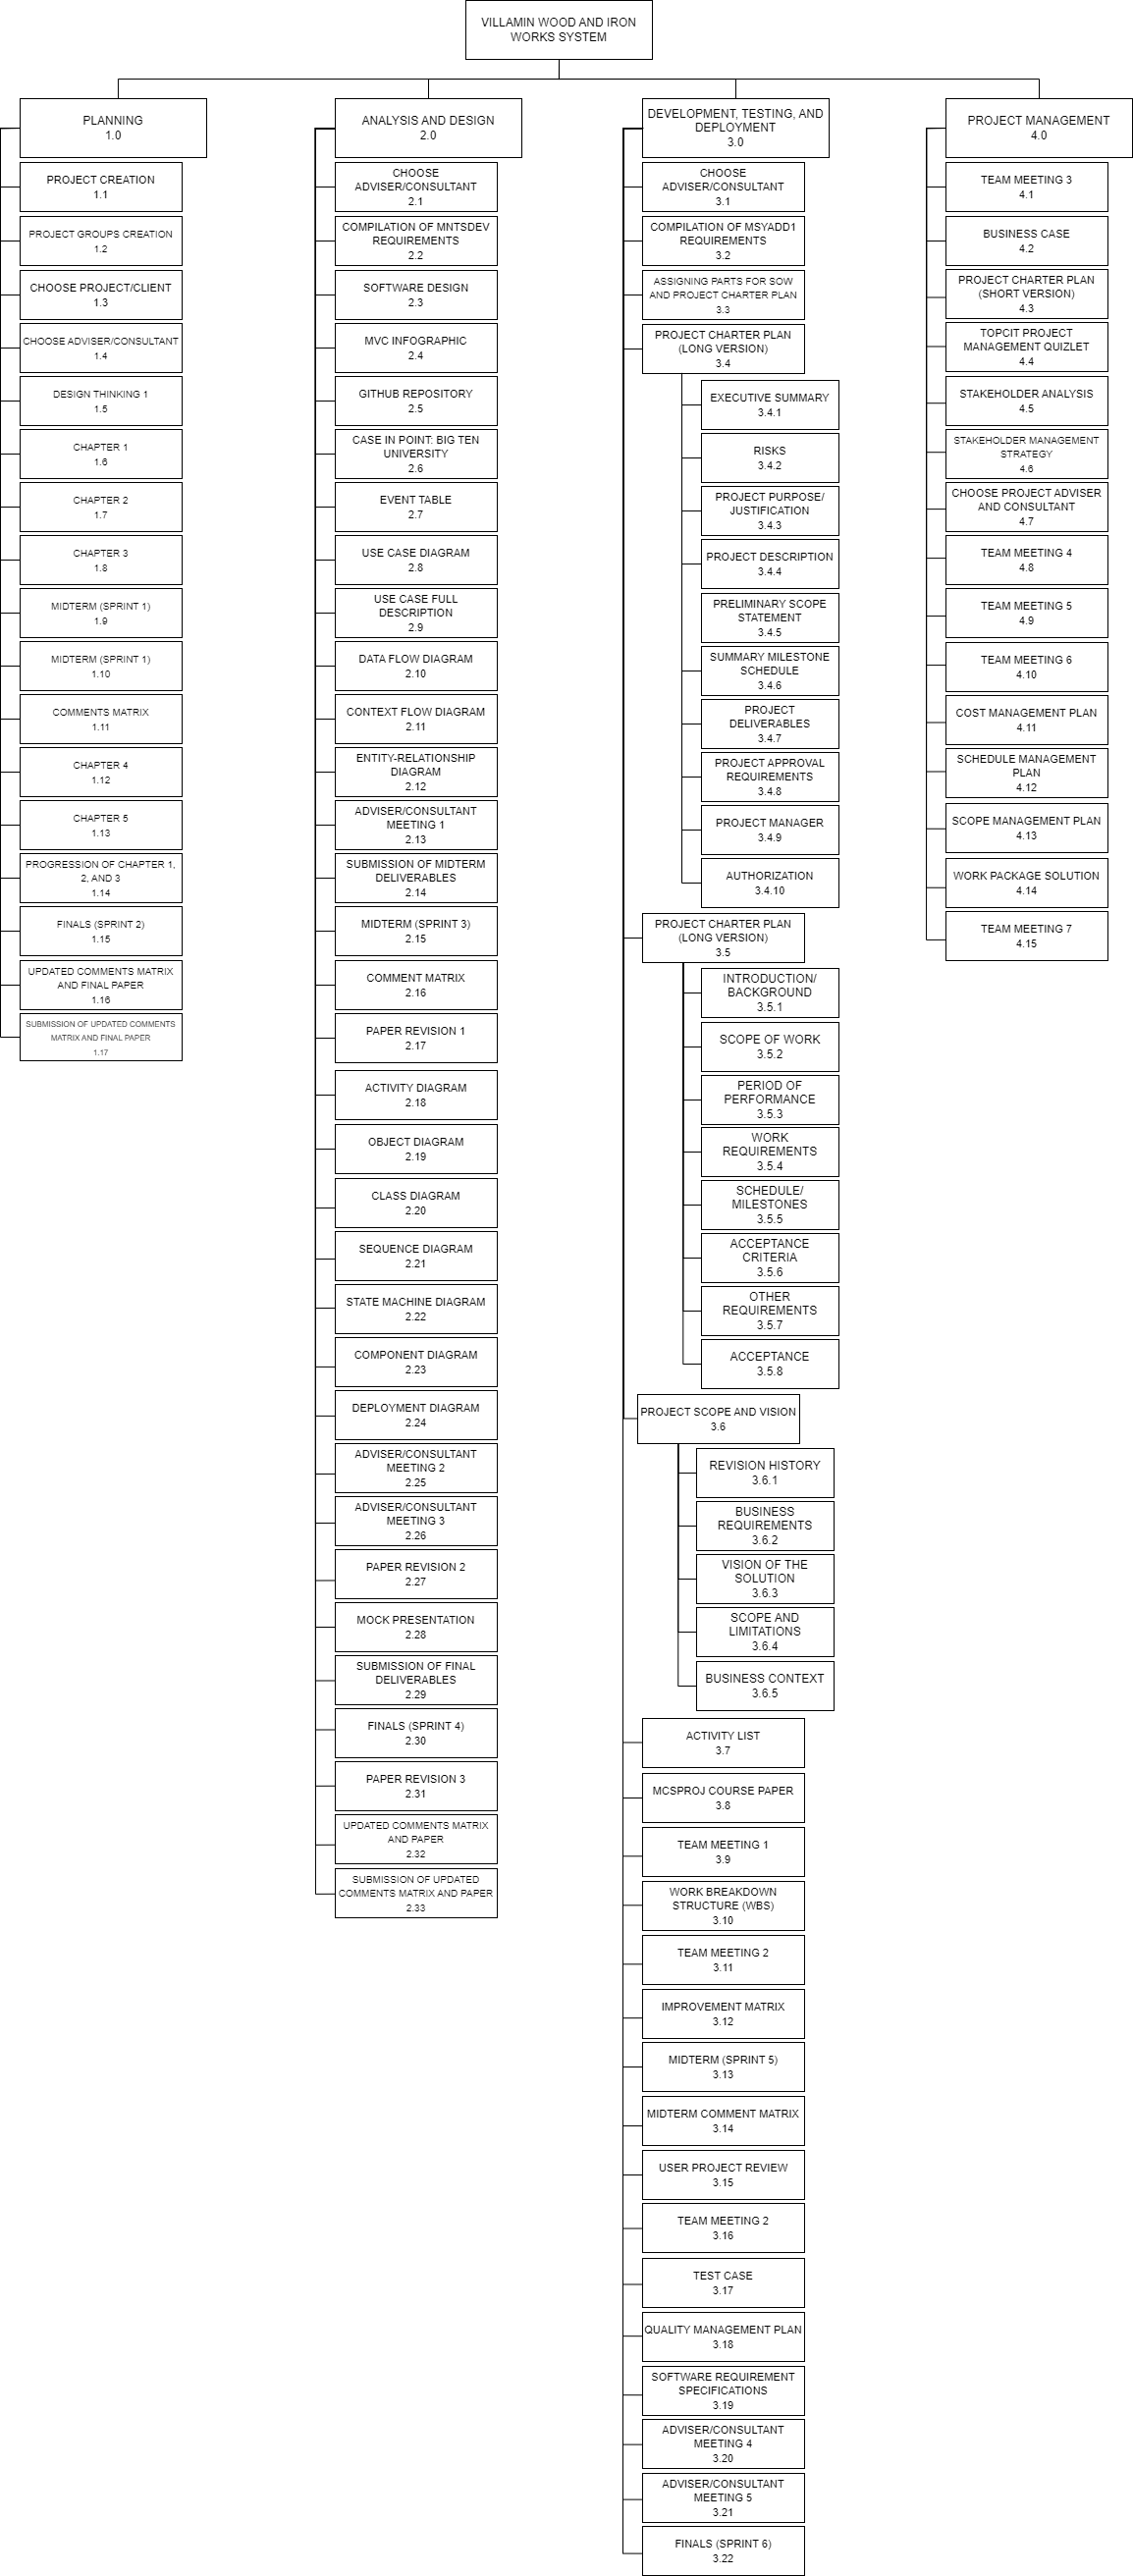 VILLAMIN WOOD AND IRON
WORKS SYSTEM
PLANNING
1.0
PROJECT CREATION
1.1
PROJECT GROUPS CREATION
1.2
CHOOSE PROJECT/CLIENT
1.3
CHOOSE ADVISER/CONSULTANT
1.4
DESIGN THINKING 1
1.5
CHAPTER 1
1.6
CHAPTER 2
1.7
CHAPTER 3
1.8
MIDTERM (SPRINT 1)
1.9
MIDTERM (SPRINT 1)
1.10
COMMENTS MATRIX
1.11
CHAPTER 4
1.12
CHAPTER 5
1.13
PROGRESSION OF CHAPTER 1,
2, AND 3
1.14
FINALS (SPRINT 2)
1.15
UPDATED COMMENTS MATRIX
AND FINAL PAPER
1.16
SUBMISSION OF UPDATED COMMENTS
MATRIX AND FINAL PAPER
1.17
ANALYSIS AND DESIGN
2.0
CHOOSE
ADVISER/CONSULTANT
2.1
COMPILATION OF MNTSDEV
REQUIREMENTS
2.2
SOFTWARE DESIGN
2.3
MVC INFOGRAPHIC
2.4
GITHUB REPOSITORY
2.5
CASE IN POINT: BIG TEN
UNIVERSITY
2.6
EVENT TABLE
2.7
USE CASE DIAGRAM
2.8
USE CASE FULL
DESCRIPTION
2.9
DATA FLOW DIAGRAM
2.10
CONTEXT FLOW DIAGRAM
2.11
ENTITY-RELATIONSHIP
DIAGRAM
2.12
ADVISER/CONSULTANT
MEETING 1
2.13
SUBMISSION OF MIDTERM
DELIVERABLES
2.14
MIDTERM (SPRINT 3)
2.15
COMMENT MATRIX
2.16
PAPER REVISION 1
2.17
ACTIVITY DIAGRAM
2.18
OBJECT DIAGRAM
2.19
CLASS DIAGRAM
2.20
SEQUENCE DIAGRAM
2.21
STATE MACHINE DIAGRAM
2.22
COMPONENT DIAGRAM
2.23
DEPLOYMENT DIAGRAM
2.24
ADVISER/CONSULTANT
MEETING 2
2.25
ADVISER/CONSULTANT
MEETING 3
2.26
PAPER REVISION 2
2.27
MOCK PRESENTATION
2.28
SUBMISSION OF FINAL
DELIVERABLES
2.29
FINALS (SPRINT 4)
2.30
PAPER REVISION 3
2.31
UPDATED COMMENTS MATRIX
AND PAPER
2.32
SUBMISSION OF UPDATED
COMMENTS MATRIX AND PAPER
2.33
DEVELOPMENT, TESTING, AND
DEPLOYMENT
3.0
CHOOSE
ADVISER/CONSULTANT
3.1
COMPILATION OF MSYADD1
REQUIREMENTS
3.2
ASSIGNING PARTS FOR SOW
AND PROJECT CHARTER PLAN
3.3
PROJECT CHARTER PLAN
(LONG VERSION)
3.4
EXECUTIVE SUMMARY
3.4.1
RISKS
3.4.2
PROJECT PURPOSE/
JUSTIFICATION
3.4.3
PROJECT DESCRIPTION
3.4.4
PRELIMINARY SCOPE
STATEMENT
3.4.5
SUMMARY MILESTONE
SCHEDULE
3.4.6
PROJECT
DELIVERABLES
3.4.7
PROJECT APPROVAL
REQUIREMENTS
3.4.8
PROJECT MANAGER
3.4.9
AUTHORIZATION
3.4.10
PROJECT CHARTER PLAN
(LONG VERSION)
3.5
INTRODUCTION/
BACKGROUND
3.5.1
SCOPE OF WORK
3.5.2
PERIOD OF
PERFORMANCE
3.5.3
WORK
REQUIREMENTS
3.5.4
SCHEDULE/
MILESTONES
3.5.5
ACCEPTANCE
CRITERIA
3.5.6
OTHER
REQUIREMENTS
3.5.7
ACCEPTANCE
3.5.8
PROJECT SCOPE AND VISION
3.6
REVISION HISTORY
3.6.1
BUSINESS
REQUIREMENTS
3.6.2
VISION OF THE
SOLUTION
3.6.3
SCOPE AND
LIMITATIONS
3.6.4
BUSINESS CONTEXT
3.6.5
ACTIVITY LIST
3.7
MCSPROJ COURSE PAPER
3.8
TEAM MEETING 1
3.9
WORK BREAKDOWN
STRUCTURE (WBS)
3.10
TEAM MEETING 2
3.11
IMPROVEMENT MATRIX
3.12
MIDTERM (SPRINT 5)
3.13
MIDTERM COMMENT MATRIX
3.14
USER PROJECT REVIEW
3.15
TEAM MEETING 2
3.16
TEST CASE
3.17
QUALITY MANAGEMENT PLAN
3.18
SOFTWARE REQUIREMENT
SPECIFICATIONS
3.19
ADVISER/CONSULTANT
MEETING 4
3.20
ADVISER/CONSULTANT
MEETING 5
3.21
FINALS (SPRINT 6)
3.22
PROJECT MANAGEMENT
4.0
TEAM MEETING 3
4.1
BUSINESS CASE
4.2
PROJECT CHARTER PLAN
(SHORT VERSION)
4.3
TOPCIT PROJECT
MANAGEMENT QUIZLET
4.4
STAKEHOLDER ANALYSIS
4.5
STAKEHOLDER MANAGEMENT
STRATEGY
4.6
CHOOSE PROJECT ADVISER
AND CONSULTANT
4.7
TEAM MEETING 4
4.8
TEAM MEETING 5
4.9
TEAM MEETING 6
4.10
COST MANAGEMENT PLAN
4.11
SCHEDULE MANAGEMENT
PLAN
4.12
SCOPE MANAGEMENT PLAN
4.13
WORK PACKAGE SOLUTION
4.14
TEAM MEETING 7
4.15